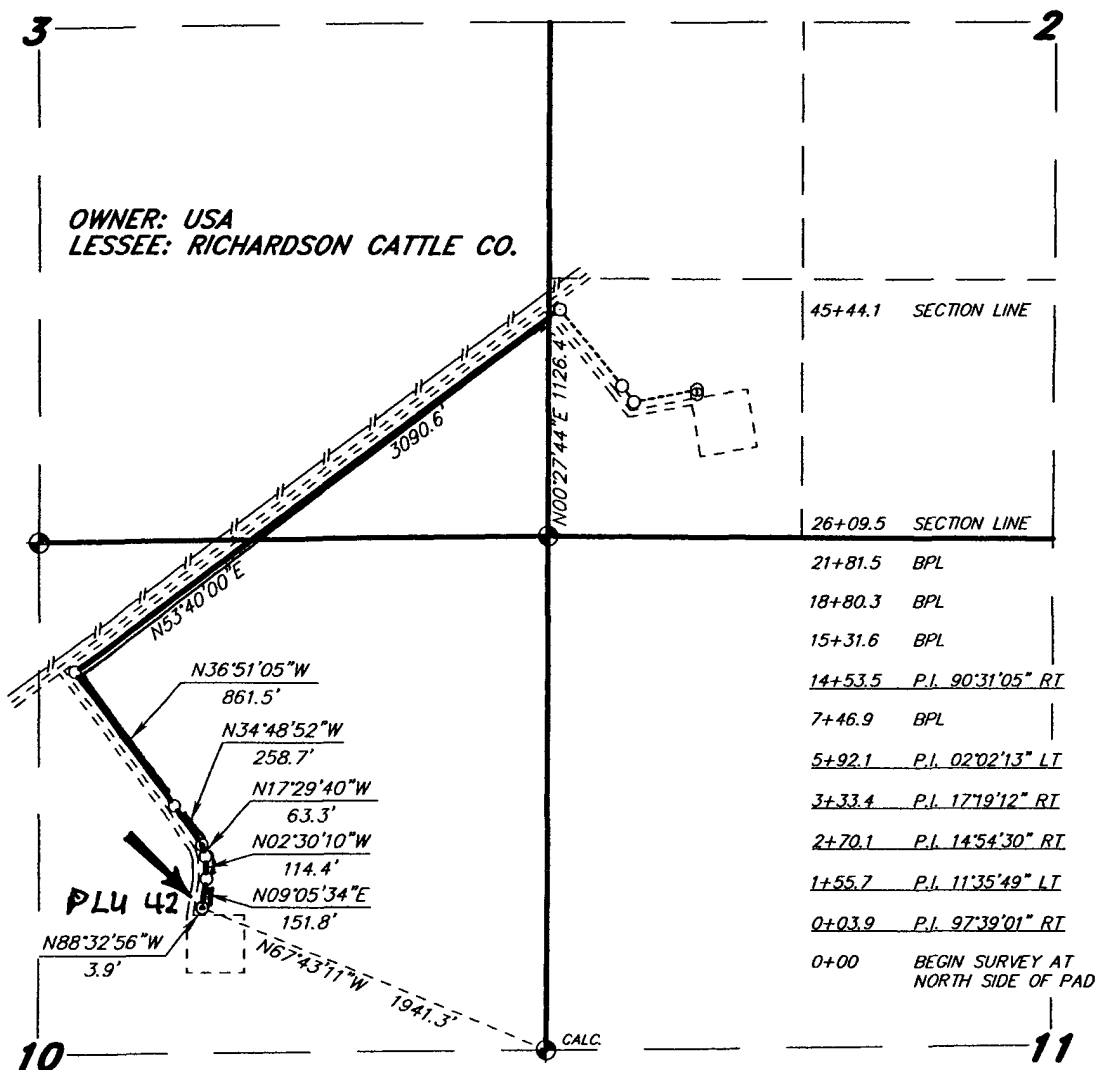 3
2
OWNER: USA
LESSEE: RICHARDSON CATTLE CO.
45+44.1 SECTION LINE
3090.6'
N00°27'44"E 1126.4'
26+09.5 SECTION LINE
21+81.5 BPL
N53°40'00"E
18+80.3 BPL
15+31.6 BPL
N36°51'05"W
861.5'
14+53.5 P.I. 90°31'05" RT
7+46.9 BPL
N34°48'52"W
258.7'
5+92.1 P.I. 02°02'13" LT
N17°29'40"W
63.3'
3+33.4 P.I. 17°19'12" RT
N02°30'10"W
114.4'
2+70.1 P.I. 14°54'30" RT
PLU 42
N09°05'34"E
151.8'
1+55.7 P.I. 11°35'49" LT
0+03.9 P.I. 97°39'01" RT
N88°32'56"W
3.9'
N67°43'11"W 1941.3'
0+00 BEGIN SURVEY AT
NORTH SIDE OF PAD
CALC.
10
11